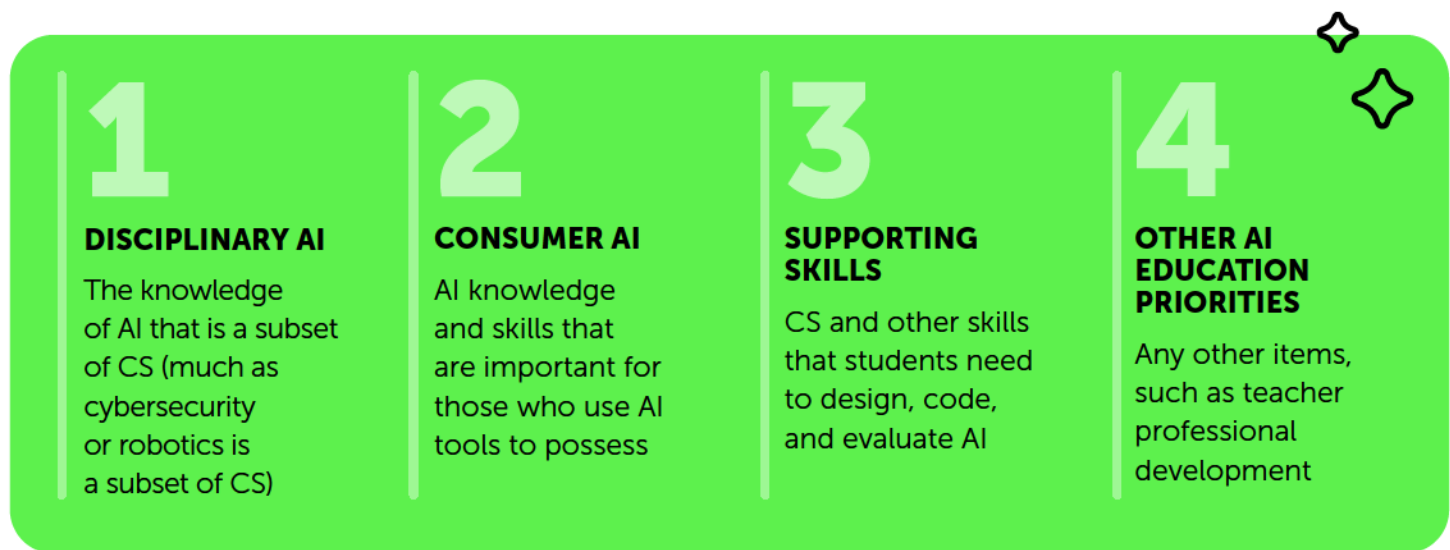 1
DISCIPLINARY AI
The knowledge
of AI that is a subset
of CS (much as
cybersecurity
or robotics is
a subset of CS)
2
CONSUMER AI
AI knowledge
and skills that
are important for
those who use AI
tools to possess
3
SUPPORTING
SKILLS
CS and other skills
that students need
to design, code,
and evaluate AI
4
OTHER AI
EDUCATION
PRIORITIES
Any other items,
such as teacher
professional
development